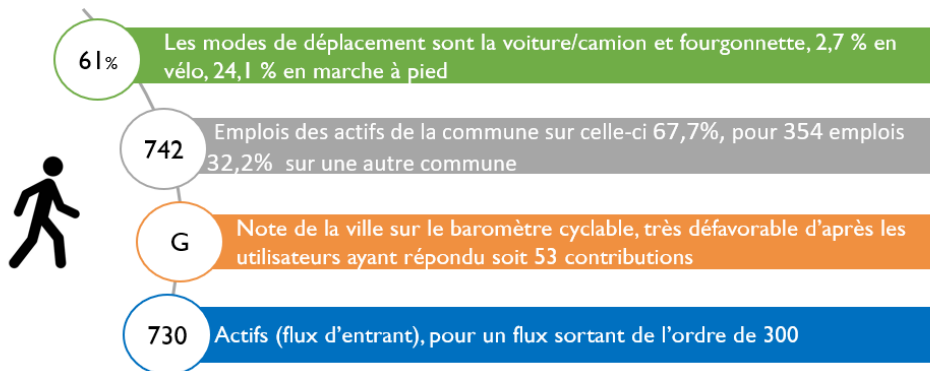 61%
Les modes de déplacement sont la voiture/camion et fourgonnette, 2,7 % en
vélo, 24,1 % en marche à pied
742
Emplois des actifs de la commune sur celle-ci 67,7%, pour 354 emplois
32,2% sur une autre commune
G
Note de la ville sur le baromètre cyclable, très défavorable d’après les
utilisateurs ayant répondu soit 53 contributions
730
Actifs (flux d’entrant), pour un flux sortant de l’ordre de 300